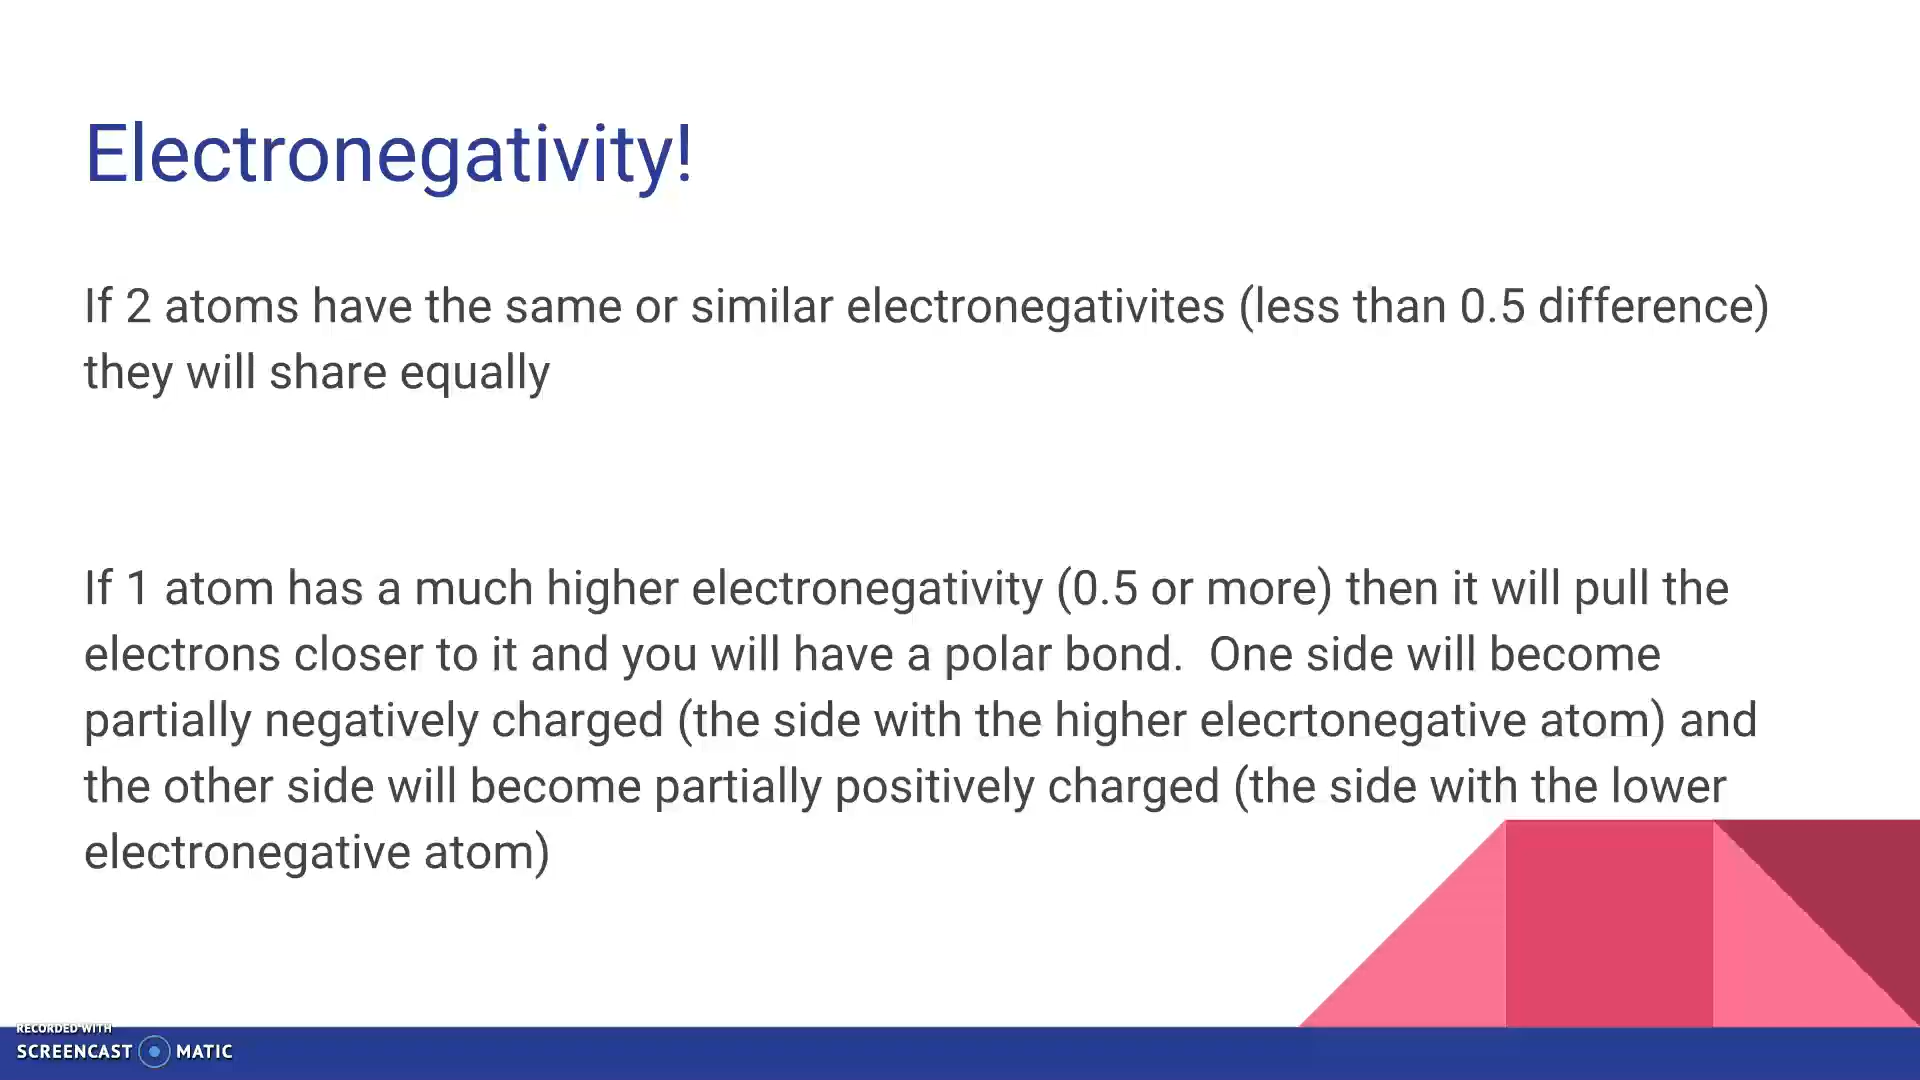 Electronegativity!
If 2 atoms have the same or similar electronegativites (less than 0.5 difference)
they will share equally
If 1 atom has a much higher electronegativity (0.5 or more) then it will pull the
electrons closer to it and you will have a polar bond.  One side will become
partially negatively charged (the side with the higher elecrtonegative atom) and
the other side will become partially positively charged (the side with the lower
electronegative atom)
RECORDED WITH
SCREENCAST MATIC